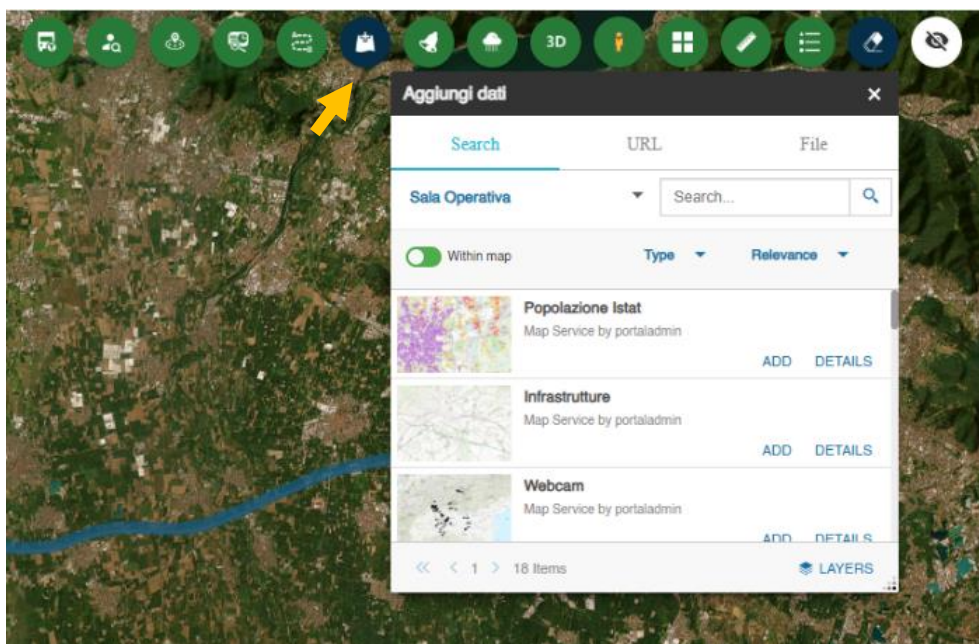 3D
Aggiungi dati ×
Search URL File
Sala Operativa Search...
Within map Type Relevance
Popolazione Istat
Map Service by portaladmin
ADD DETAILS
Infrastrutture
Map Service by portaladmin
ADD DETAILS
Webcam
Map Service by portaladmin
ADD DETAILS
« < 1 > 18 Items LAYERS